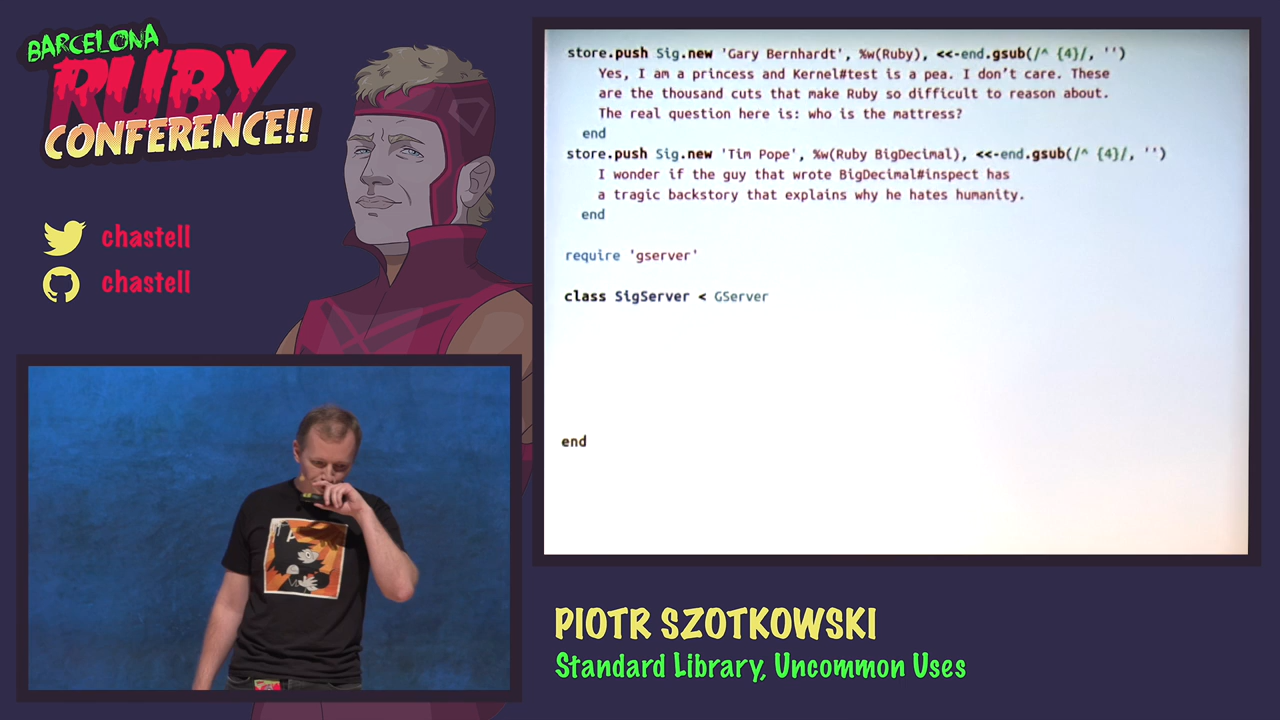 BARCELONA
RUBY
CONFERENCE!!
chastell
chastell
store.push Sig.new 'Gary Bernhardt', %w(Ruby), <<-end.gsub(/^ {4}/, '')
Yes, I am a princess and Kernel#test is a pea. I don't care. These
are the thousand cuts that make Ruby so difficult to reason about.
The real question here is: who is the mattress?
end
store.push Sig.new 'Tim Pope', %w(Ruby BigDecimal), <<-end.gsub(/^ {4}/, '')
I wonder if the guy that wrote BigDecimal#inspect has
a tragic backstory that explains why he hates humanity.
end
require 'gserver'
class SigServer < GServer
end
PIOTR SZOTKOWSKI
Standard Library, Uncommon Uses